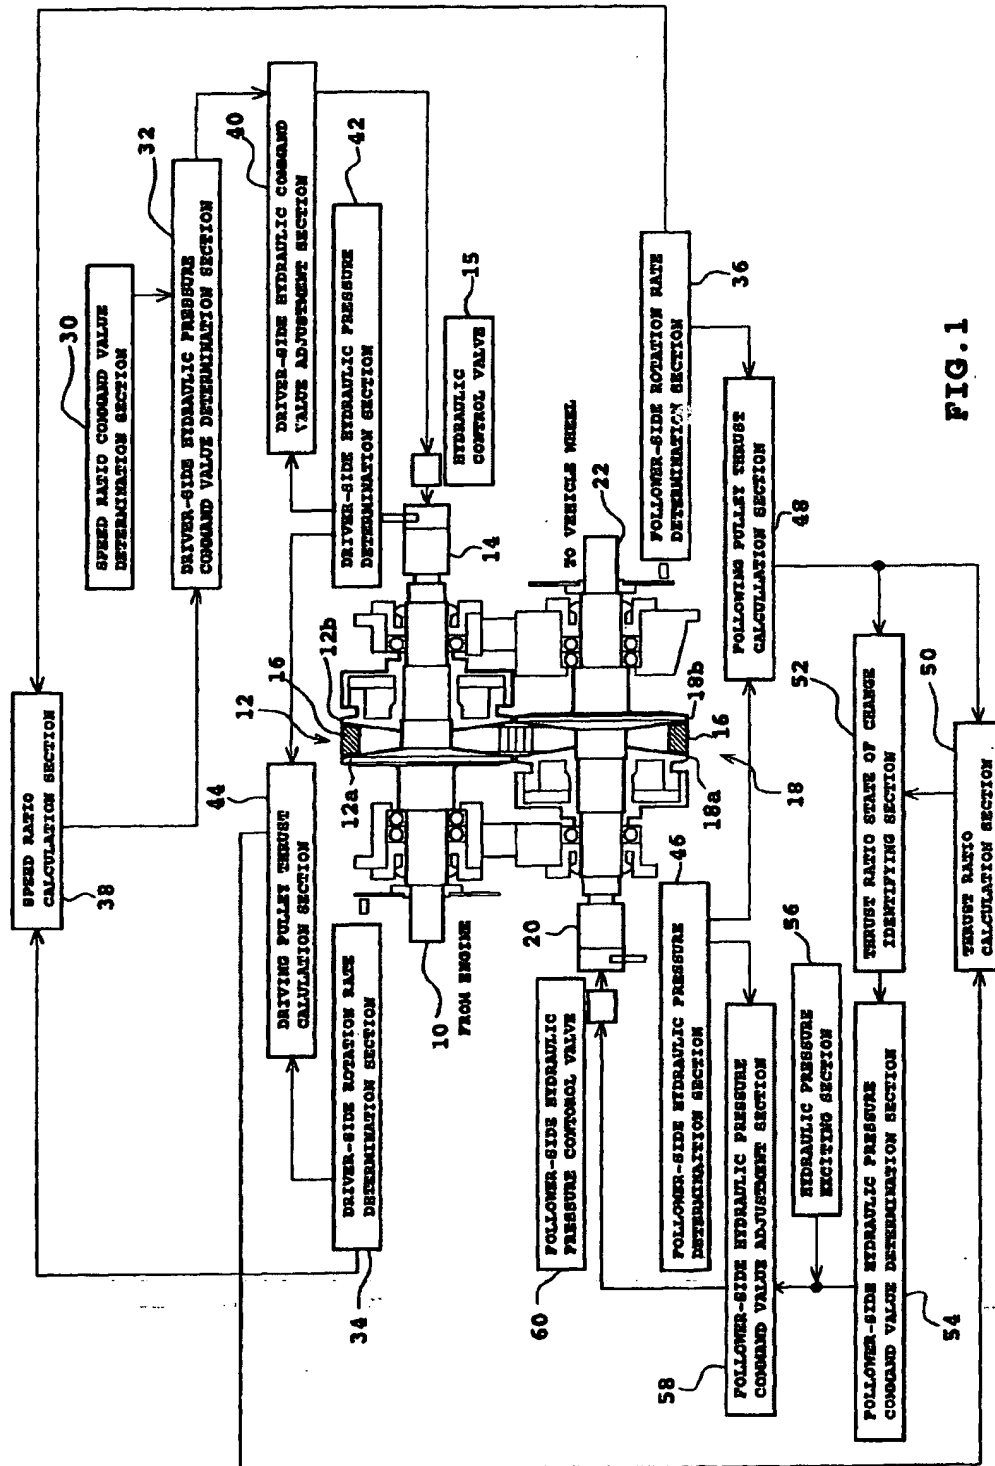 SPEED RATIO
CALCULATION SECTION
38
SPEED RATIO COMMAND VALUE
DETERMINATION SECTION
30
DRIVER-SIDE HYDRAULIC PRESSURE
COMMAND VALUE DETERMINATION SECTION
32
DRIVER-SIDE HYDRAULIC COMMAND
VALUE ADJUSTMENT SECTION
40
DRIVING PULLEY THRUST
CALULATION SECTION
44
DRIVER-SIDE HYDRAULIC PRESSURE
DETERMINATION SECTION
42
DRIVER-SIDE ROTATION RATE
DETERMINATION SECTION
34
12
16
12b
12a
10
FROM ENGINE
14
HYDRAULIC
CONTROL VALVE
15
TO VEHICLE WHEEL
22
20
18a
18b
16
18
FOLLOWER-SIDE HYDRAULIC
PRESSURE CONTOROL VALVE
60
FOLLOWER-SIDE HYDRAULIC PRESSURE
DETERMINAITION SECTION
46
FOLLOWER-SIDE ROTATION RATE
DETERMINATION SECTION
36
FOLLOWER-SIDE HYDRAULIC PRESSURE
COMMAND VALUE ADJUSTMENT SECTION
58
FOLLOWING PULLEY THRUST
CALCULLATION SECTION
48
HYDRAULIC PRESSURE
EXCITING SECTION
56
FOLLOWER-SIDE HYDRAULIC PRESSURE
COMMAND VALUE DETERMINATION SECTION
54
THRUST RATIO STATE OF CHANGE
IDENTIFYING SECTION
52
THRUST RATIO
CALCULATION SECTION
50
FIG.1